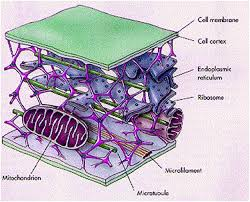 Cell membrane
Cell cortex
Endoplasmic
reticulum
Ribosome
Mitochondrion
Microfilament
Microtubule